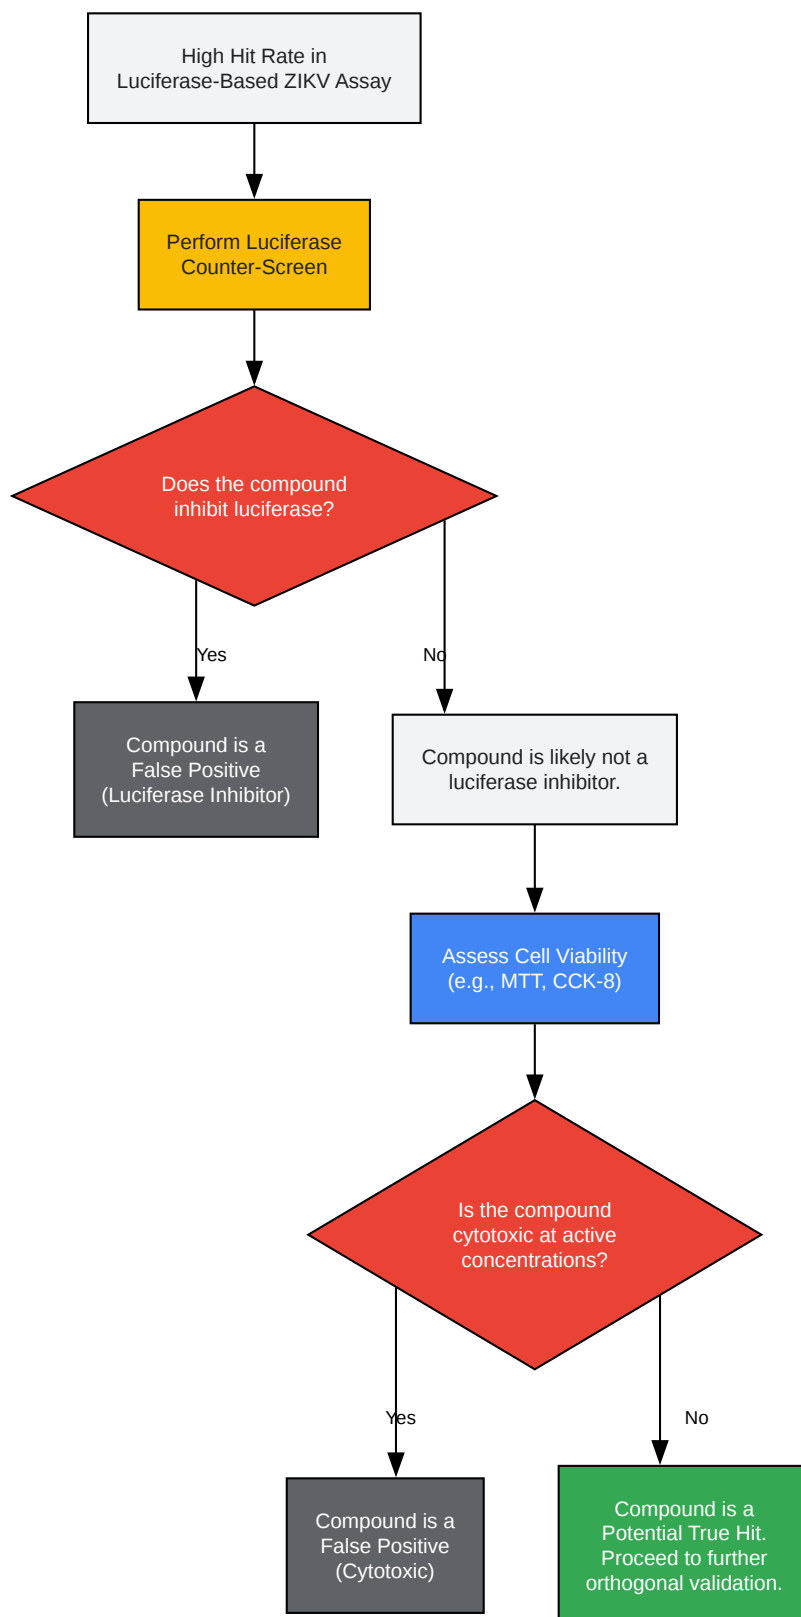 High Hit Rate in
Luciferase-Based ZIKV Assay
Perform Luciferase
Counter-Screen
Does the compound
inhibit luciferase?
Yes
No
Compound is a
False Positive
(Luciferase Inhibitor)
Compound is likely not a
luciferase inhibitor.
Assess Cell Viability
(e.g., MTT, CCK-8)
Is the compound
cytotoxic at active
concentrations?
Yes
No
Compound is a
False Positive
(Cytotoxic)
Compound is a
Potential True Hit.
Proceed to further
orthogonal validation.